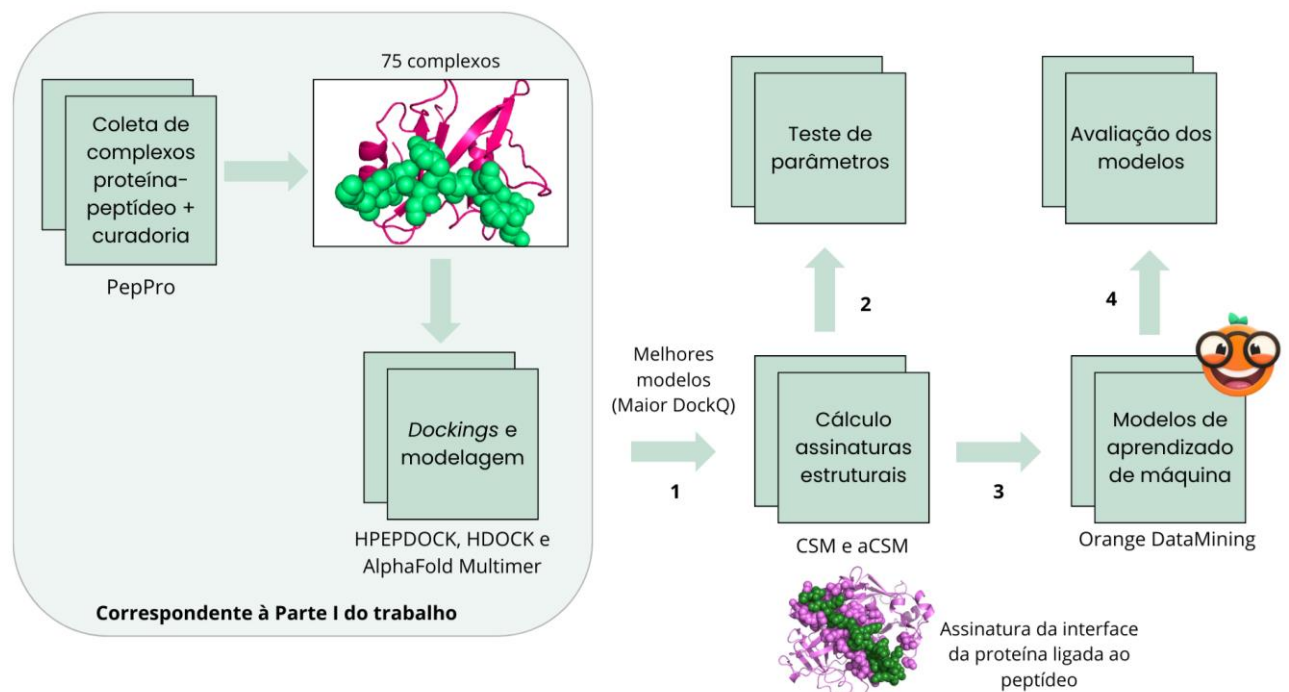 75 complexos
Coleta de
complexos
proteína-
peptídeo +
curadoria
PepPro
Dockings e
modelagem
HPEPDOCK, HDOCK e
AlphaFold Multimer
Correspondente à Parte I do trabalho
Melhores
modelos
(Maior DockQ)
1
Teste de
parâmetros
2
Cálculo
assinaturas
estruturais
CSM e aCSM
Assinatura da interface
da proteína ligada ao
peptídeo
3
Avaliação dos
modelos
4
Modelos de
aprendizado
de máquina
Orange DataMining